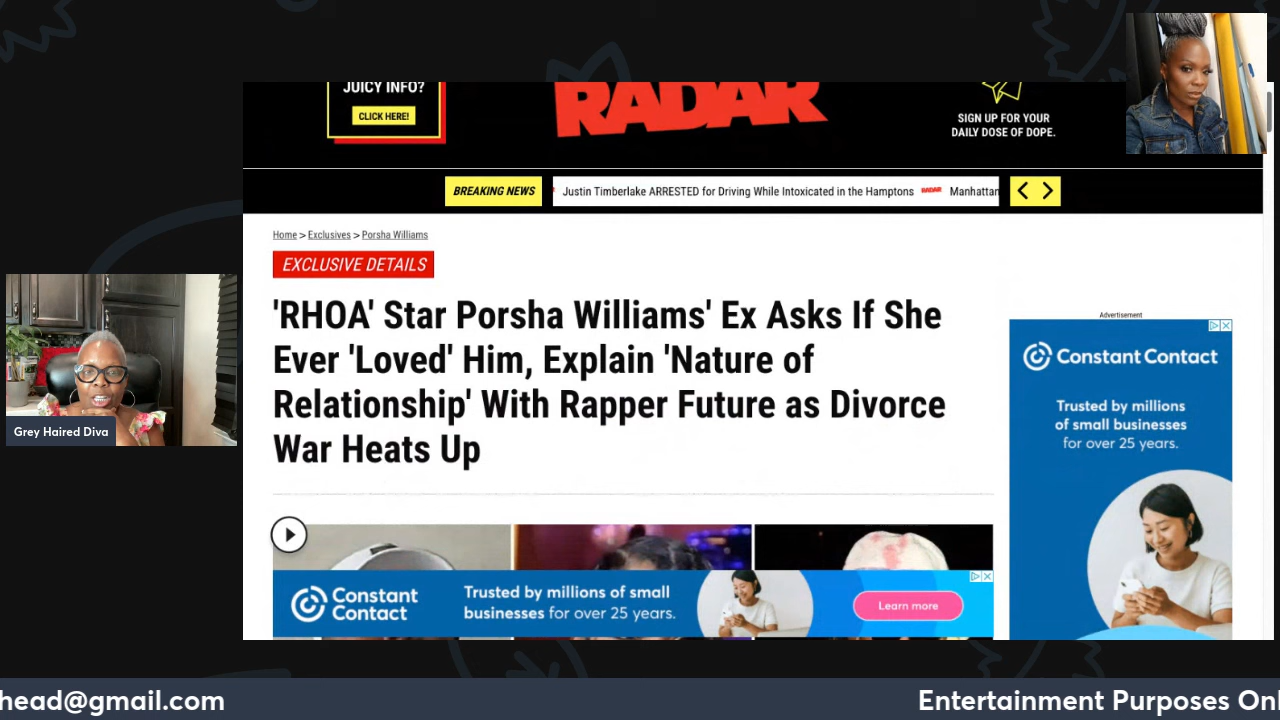 JUICY INFO?
CLICK HERE!
RADAR
SIGN UP FOR YOUR
DAILY DOSE OF DOPE.
BREAKING NEWS
Justin Timberlake ARRESTED for Driving While Intoxicated in the Hamptons RADAR Manhattan
Home > Exclusives > Porsha Williams
EXCLUSIVE DETAILS
'RHOA' Star Porsha Williams' Ex Asks If She
Ever 'Loved' Him, Explain 'Nature of
Relationship' With Rapper Future as Divorce
War Heats Up
Advertisement
Constant Contact
Trusted by millions
of small businesses
for over 25 years.
Grey Haired Diva
Constant
Contact
Trusted by millions of small
businesses for over 25 years.
Learn more
head@gmail.com
Entertainment Purposes Onl